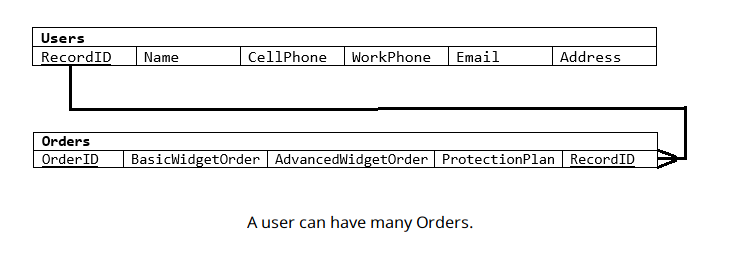 Users
RecordID Name CellPhone WorkPhone Email Address
Orders
OrderID BasicWidgetOrder AdvancedWidgetOrder ProtectionPlan RecordID
A user can have many Orders.